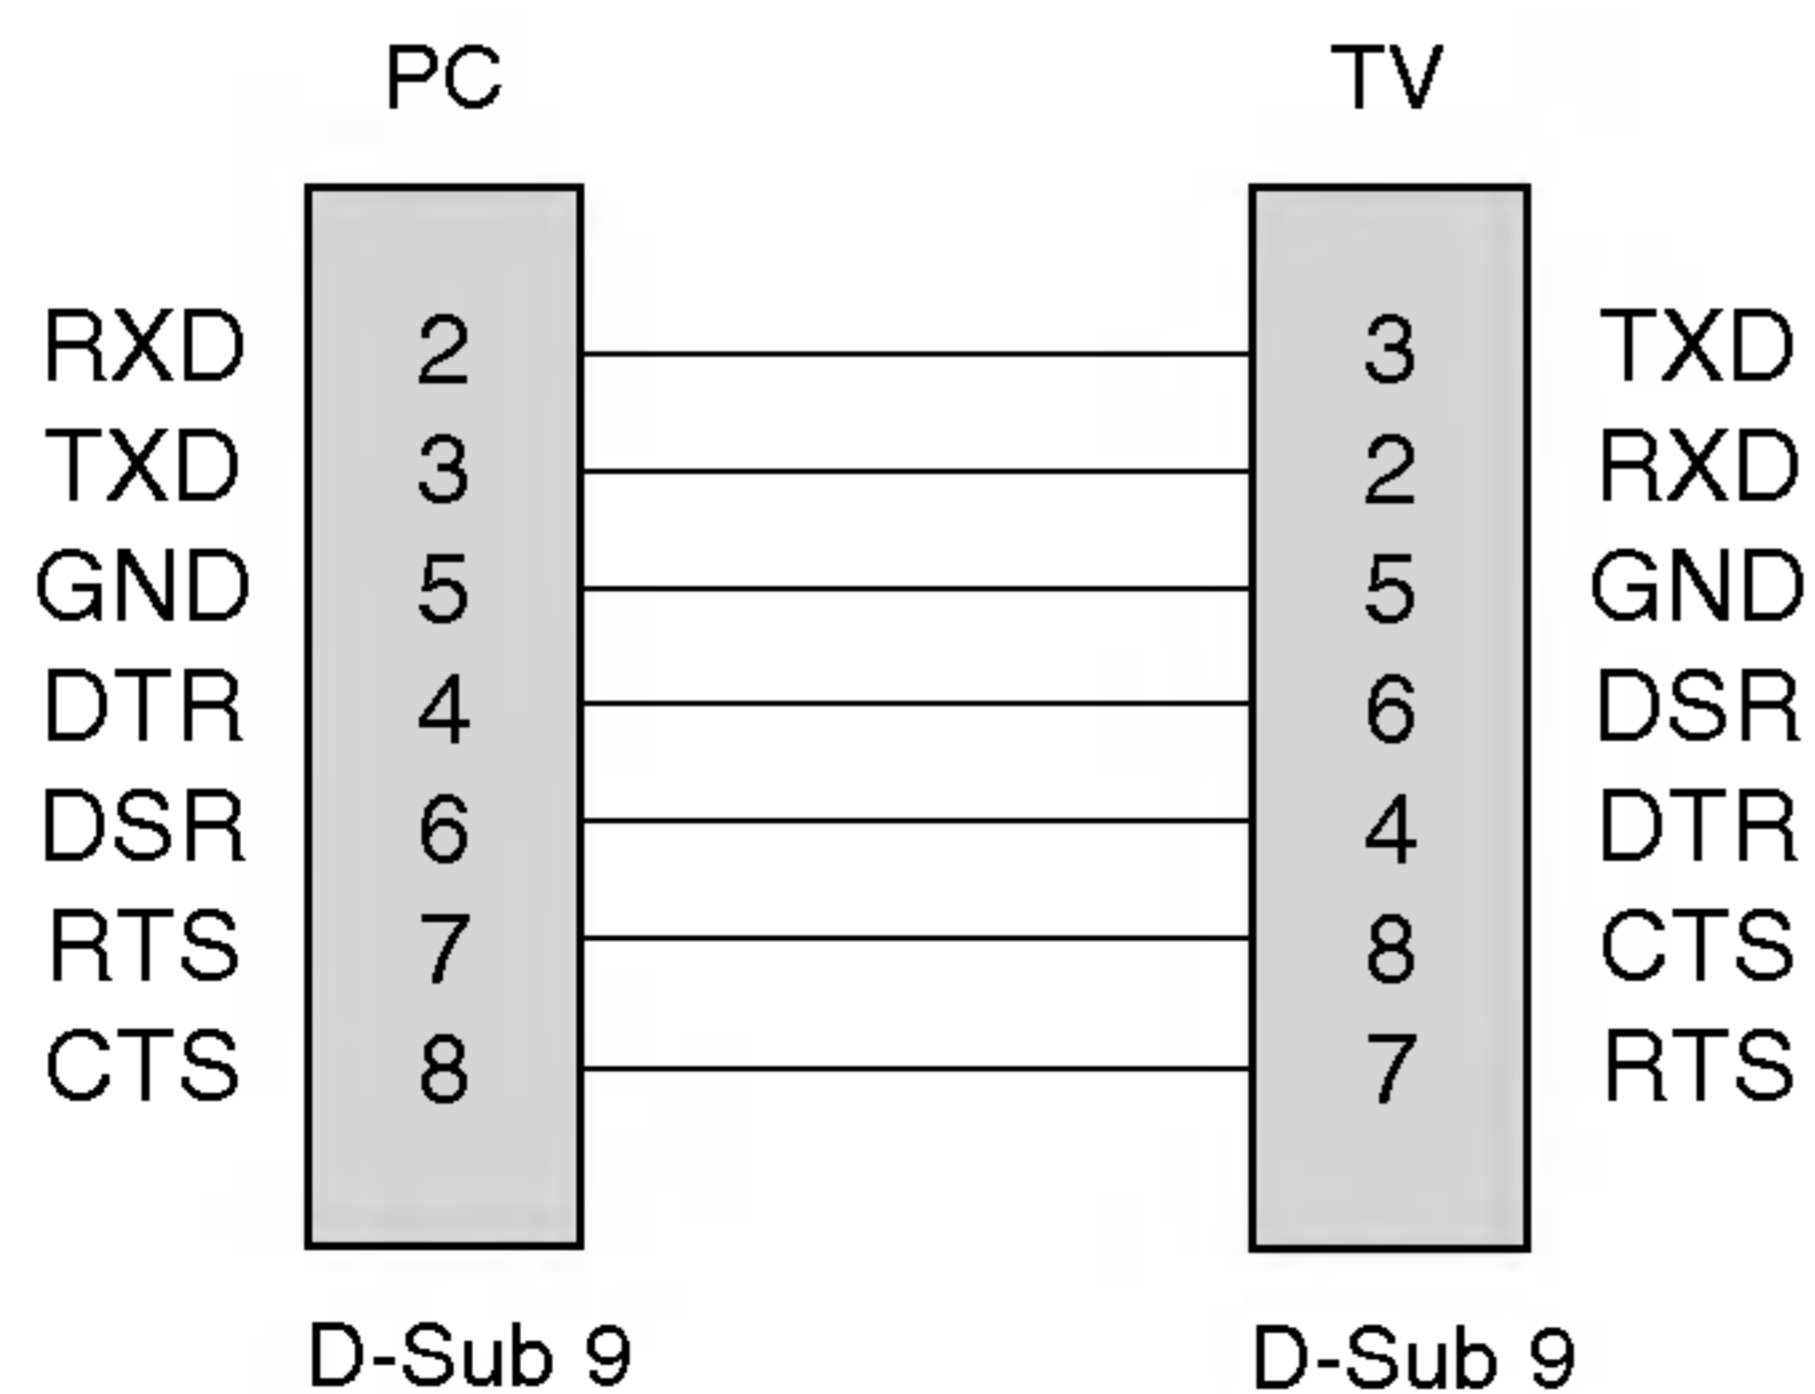 PC TV
RXD 2 3 TXD
TXD 3 2 RXD
GND 5 5 GND
DTR 4 6 DSR
DSR 6 4 DTR
RTS 7 8 CTS
CTS 8 7 RTS
D-Sub 9 D-Sub 9